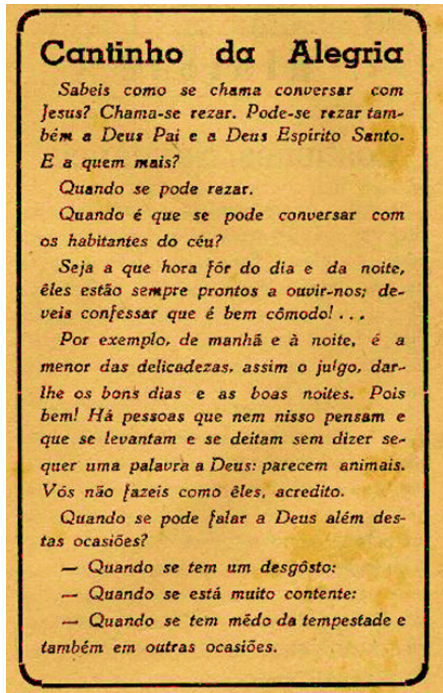 Cantinho da Alegria
Sabeis como se chama conversar com
Jesus? Chama-se rezar. Pode-se rezar tam-
bém a Deus Pai e a Deus Espírito Santo.
E a quem mais?
Quando se pode rezar.
Quando é que se pode conversar com
os habitantes do céu?
Seja a que hora fôr do dia e da noite,
êles estão sempre prontos a ouvir-nos; de-
veis confessar que é bem cômodo!...
Por exemplo, de manhã e à noite, é a
menor das delicadezas, assim o julgo, dar-
lhe os bons dias e as boas noites. Pois
bem! Há pessoas que nem nisso pensam e
que se levantam e se deitam sem dizer se-
quer uma palavra a Deus: parecem animais.
Vós não fazeis como êles, acredito.
Quando se pode falar a Deus além des-
tas ocasiões?
— Quando se tem um desgôsto:
— Quando se está muito contente:
— Quando se tem mêdo da tempestade e
também em outras ocasiões.